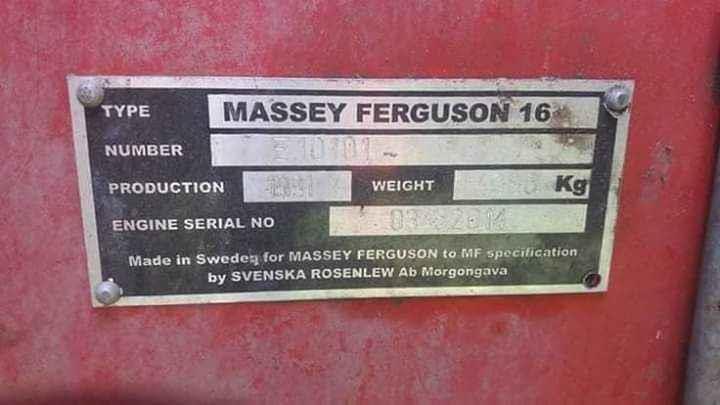 TYPE MASSEY FERGUSON 16
NUMBER
PRODUCTION WEIGHT Kg
ENGINE SERIAL NO
Made in Sweden for MASSEY FERGUSON to MF specification
by SVENSKA ROSENLEW Ab Morgongava